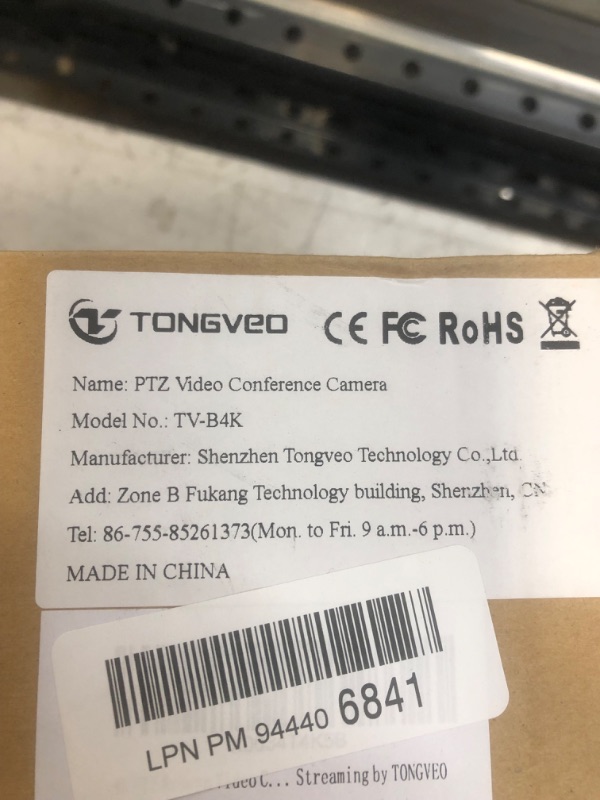 TONGVEO CE FC RoHS
Name: PTZ Video Conference Camera
Model No.: TV-B4K
Manufacturer: Shenzhen Tongveo Technology Co.,Ltd.
Add: Zone B Fukang Technology building, Shenzhen, CN
Tel: 86-755-85261373(Mon. to Fri. 9 a.m.-6 p.m.)
MADE IN CHINA
LPN PM 94440 6841
... Streaming by TONGVEO